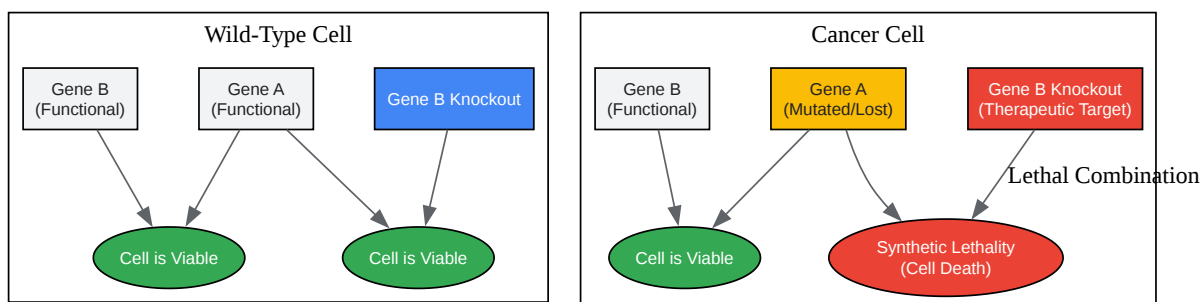 Wild-Type Cell
Gene B
(Functional)
Gene A
(Functional)
Gene B Knockout
Cell is Viable
Cell is Viable
Cancer Cell
Gene B
(Functional)
Gene A
(Mutated/Lost)
Gene B Knockout
(Therapeutic Target)
Lethal Combination
Cell is Viable
Synthetic Lethality
(Cell Death)